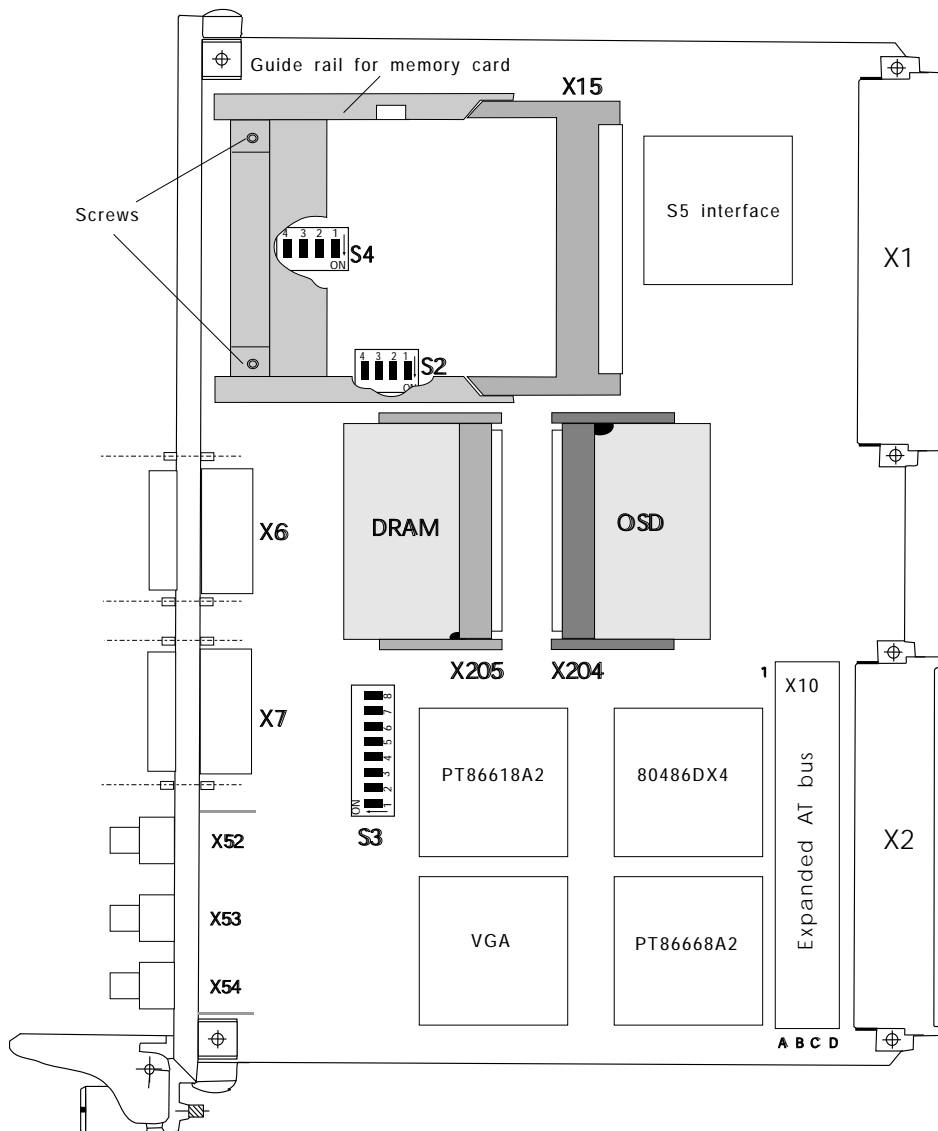 Guide rail for memory card
X15
Screws
S5 interface
X1
4 3 2 1
ON
S4
4 3 2 1
ON
S2
X6
DRAM
OSD
X205
X204
X7
1
X10
8
7
6
5
4
3
2
1
ON
S3
PT86618A2
80486DX4
Expanded AT bus
X2
X52
X53
X54
VGA
PT86668A2
A B C D